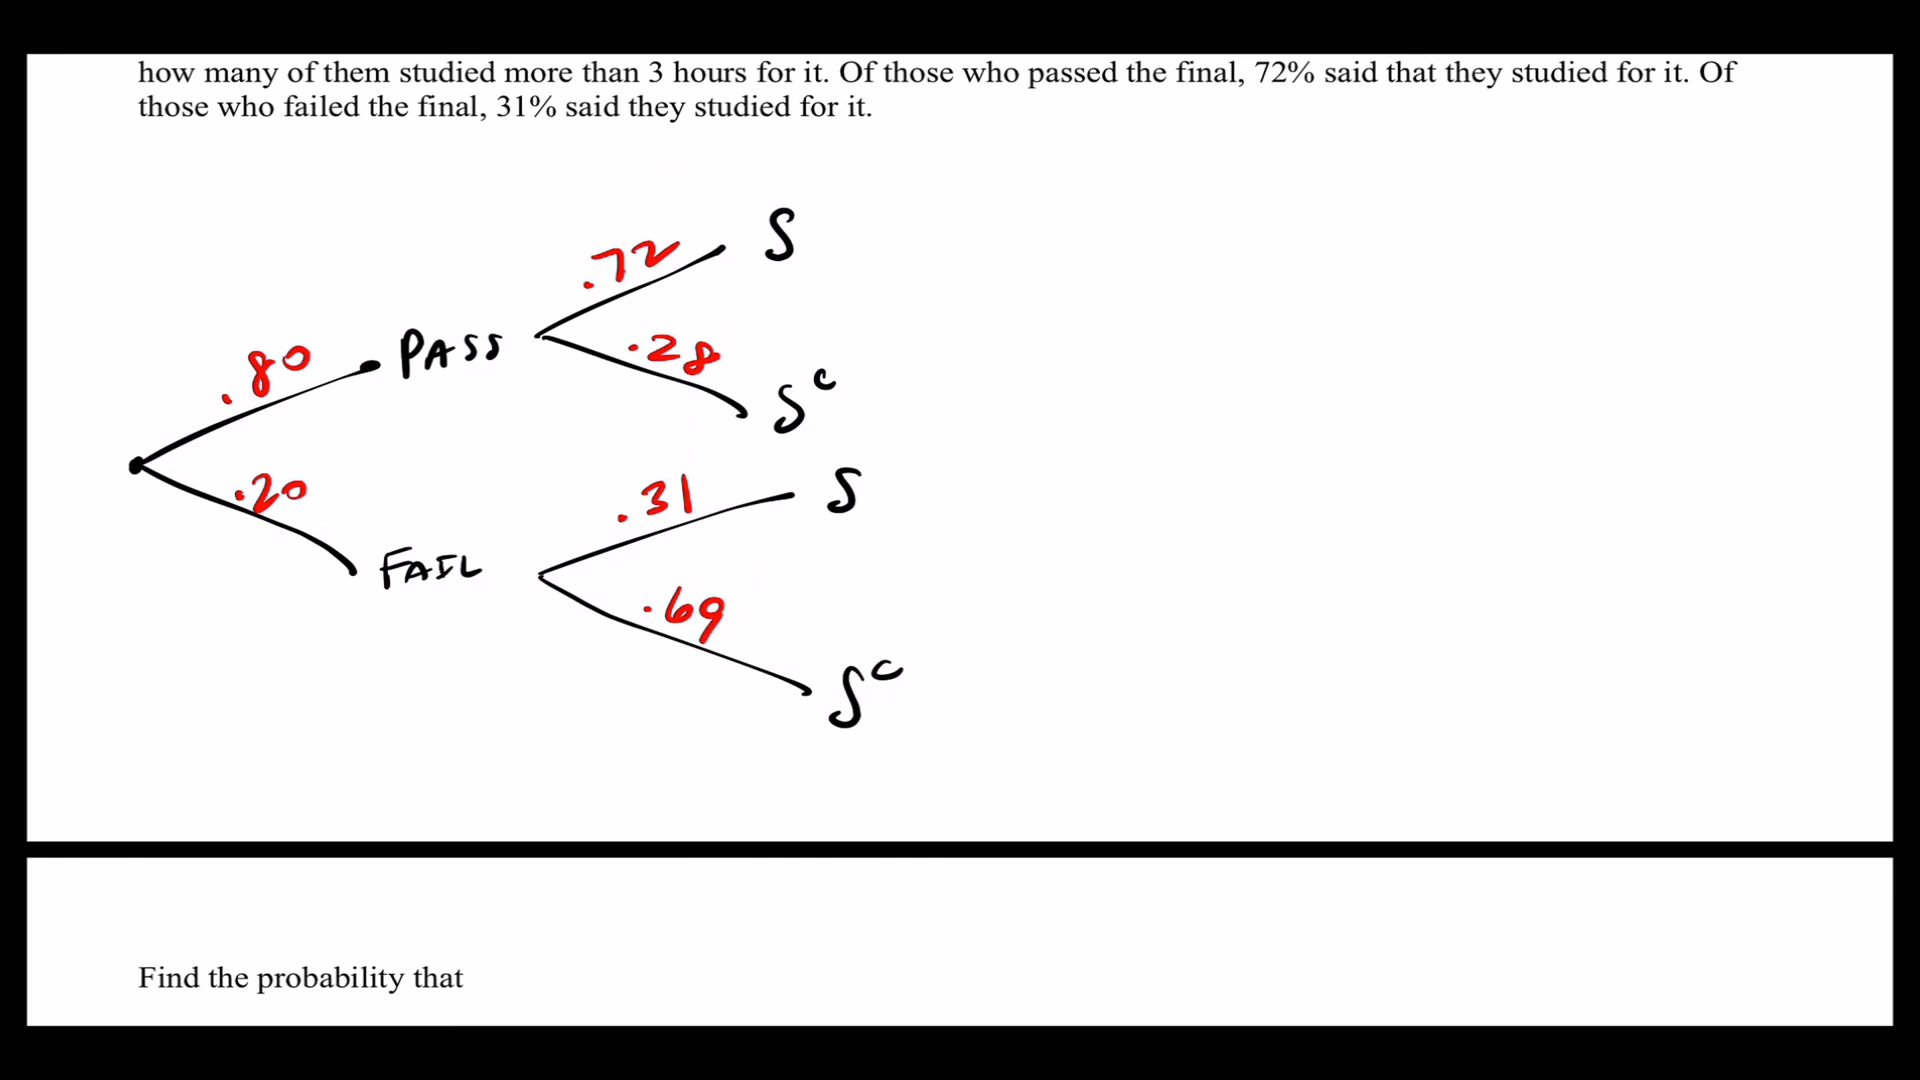 how many of them studied more than 3 hours for it. Of those who passed the final, 72% said that they studied for it. Of
those who failed the final, 31% said they studied for it.
.72 S
.80 PASS .28 S^c
.20 FAIL .31 S
.69 S^c
Find the probability that